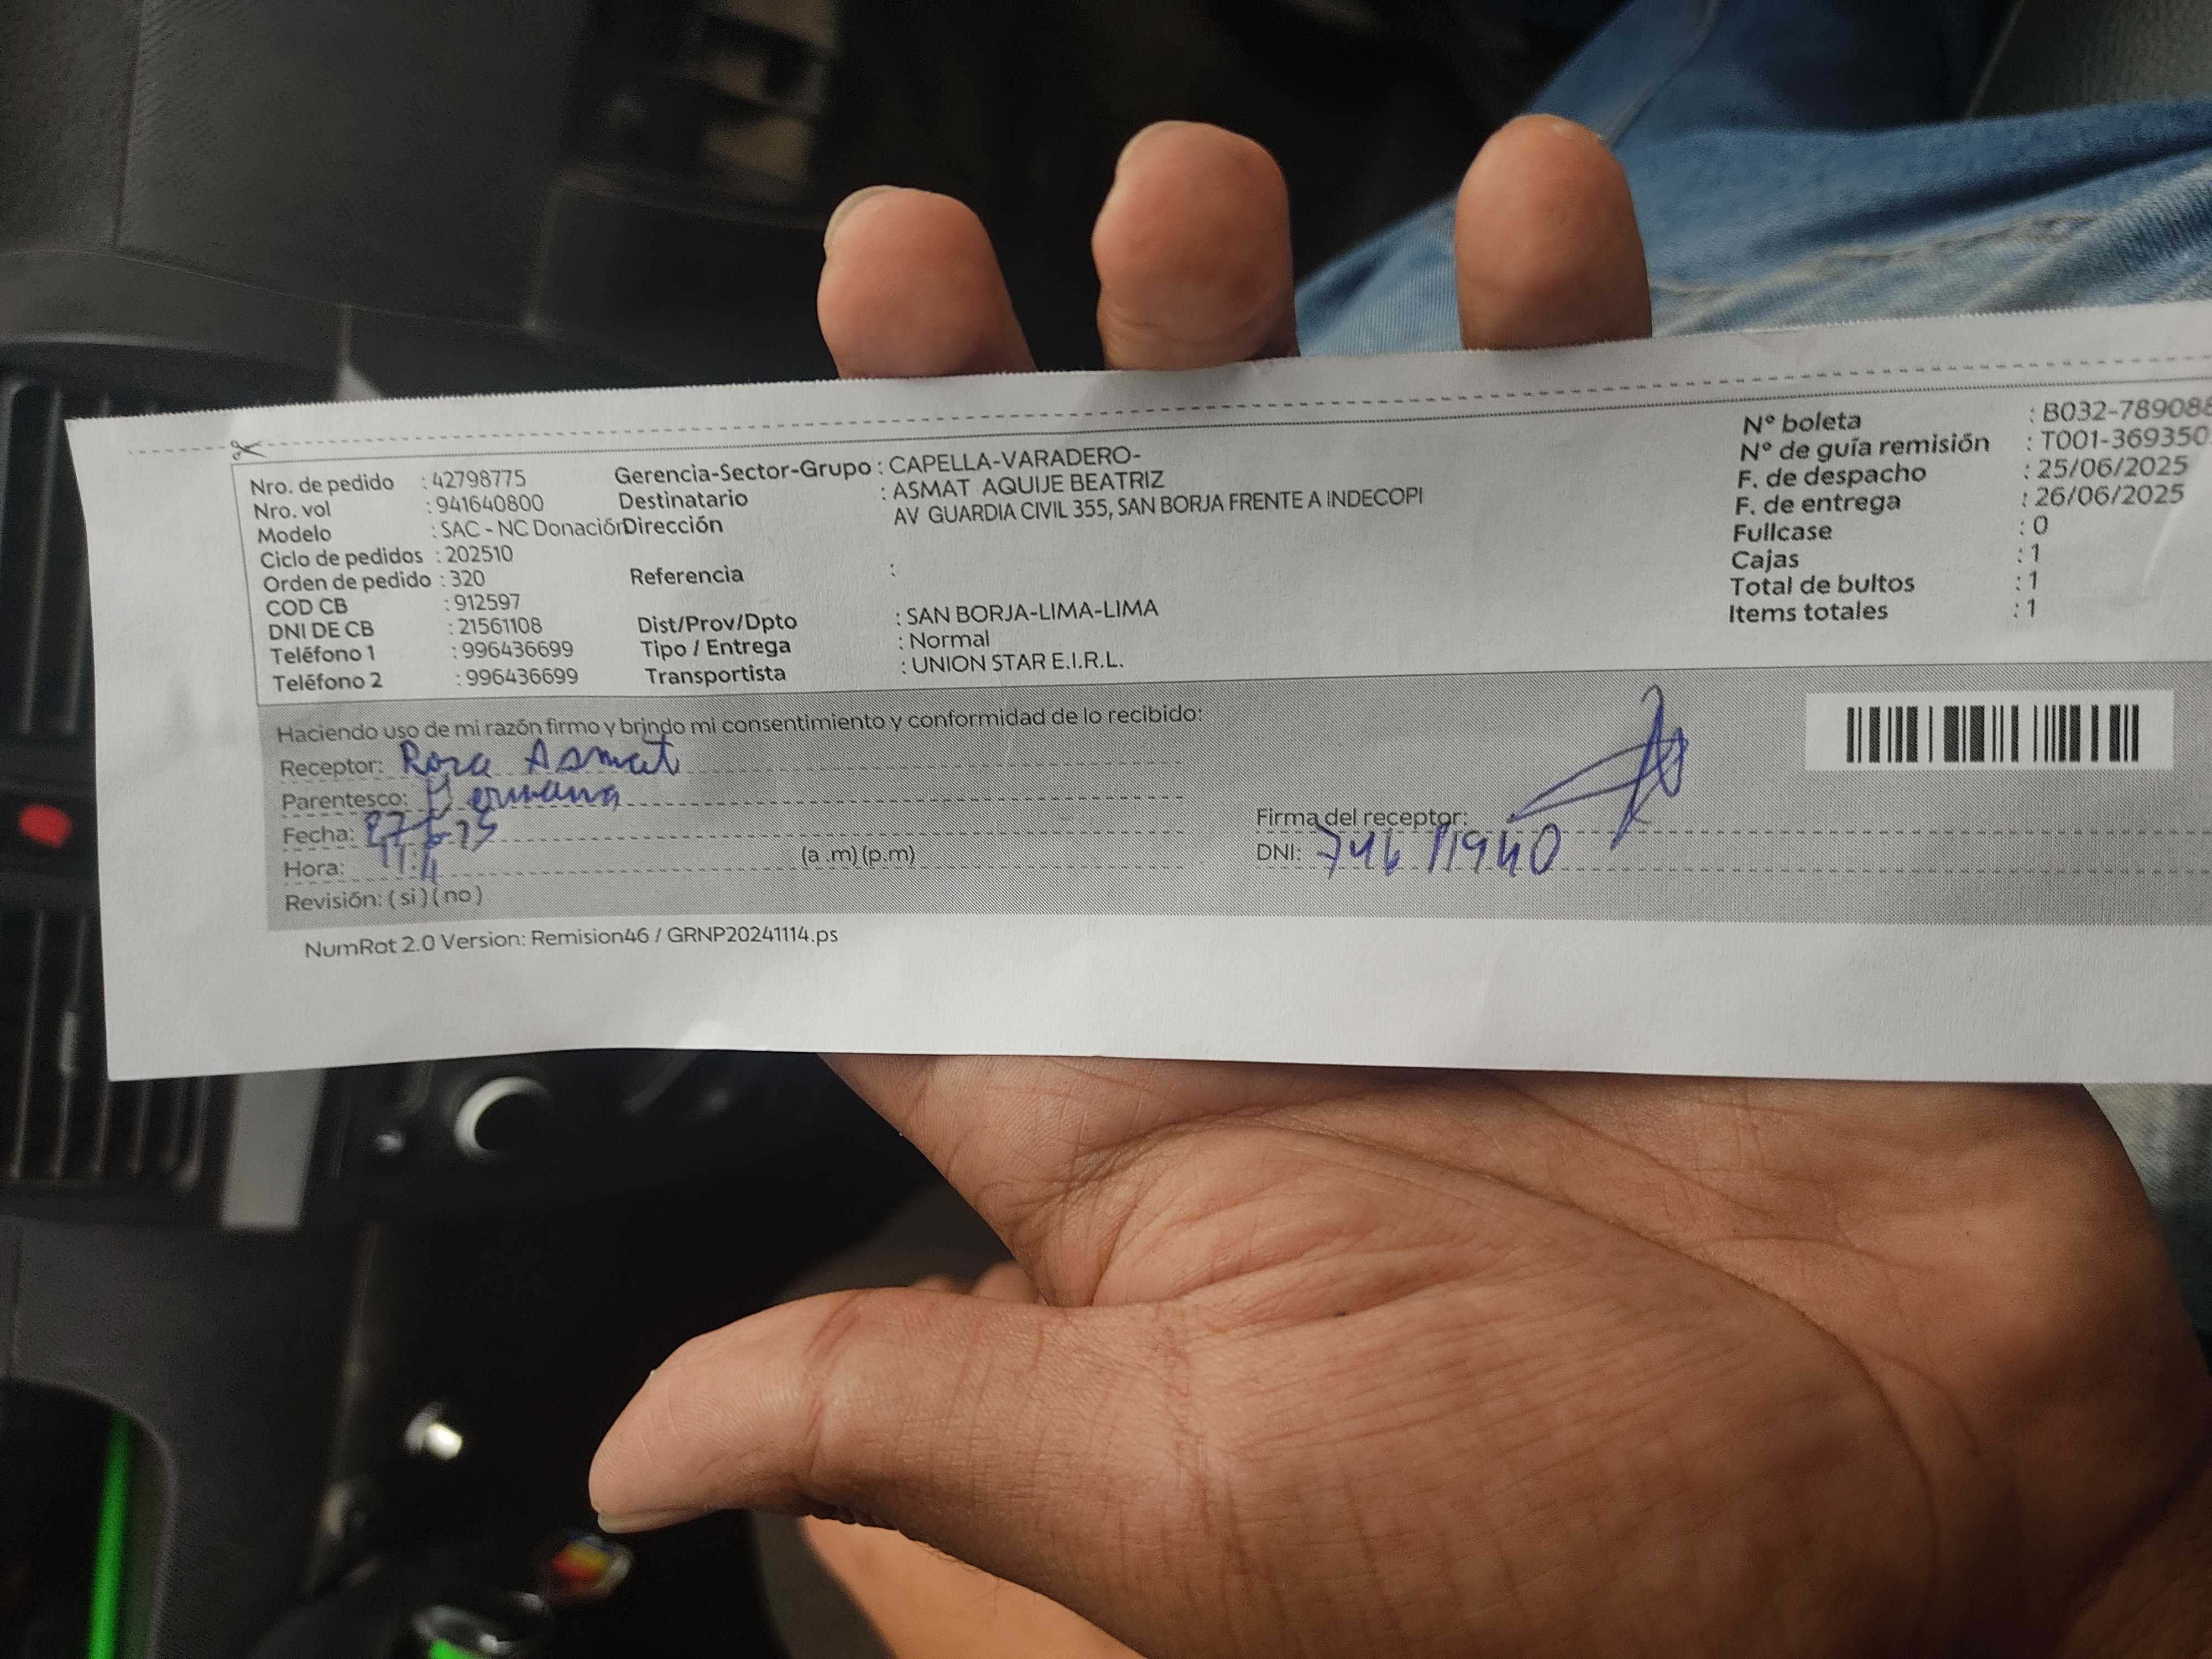 Nro. de pedido : 42798775
Nro. vol : 941640800
Modelo : SAC - NC Donación
Ciclo de pedidos : 202510
Orden de pedido : 320
COD CB : 912597
DNI DE CB : 21561108
Teléfono 1 : 996436699
Teléfono 2 : 996436699
Gerencia-Sector-Grupo : CAPELLA-VARADERO-
Destinatario : ASMAT AQUIJE BEATRIZ
Dirección AV GUARDIA CIVIL 355, SAN BORJA FRENTE A INDECOPI
Referencia :
Dist/Prov/Dpto : SAN BORJA-LIMA-LIMA
Tipo / Entrega : Normal
Transportista : UNION STAR E.I.R.L.
N° boleta : B032-789088
N° de guía remisión : T001-369350
F. de despacho : 25/06/2025
F. de entrega : 26/06/2025
Fullcase : 0
Cajas : 1
Total de bultos : 1
Items totales : 1
Haciendo uso de mi razón firmo y brindo mi consentimiento y conformidad de lo recibido:
Receptor: Rosa Asmat
Parentesco: Hermana
Fecha:
Hora: (a .m) (p.m)
Revisión: ( si ) ( no )
Firma del receptor:
DNI:
NumRot 2.0 Version: Remision46 / GRNP20241114.ps